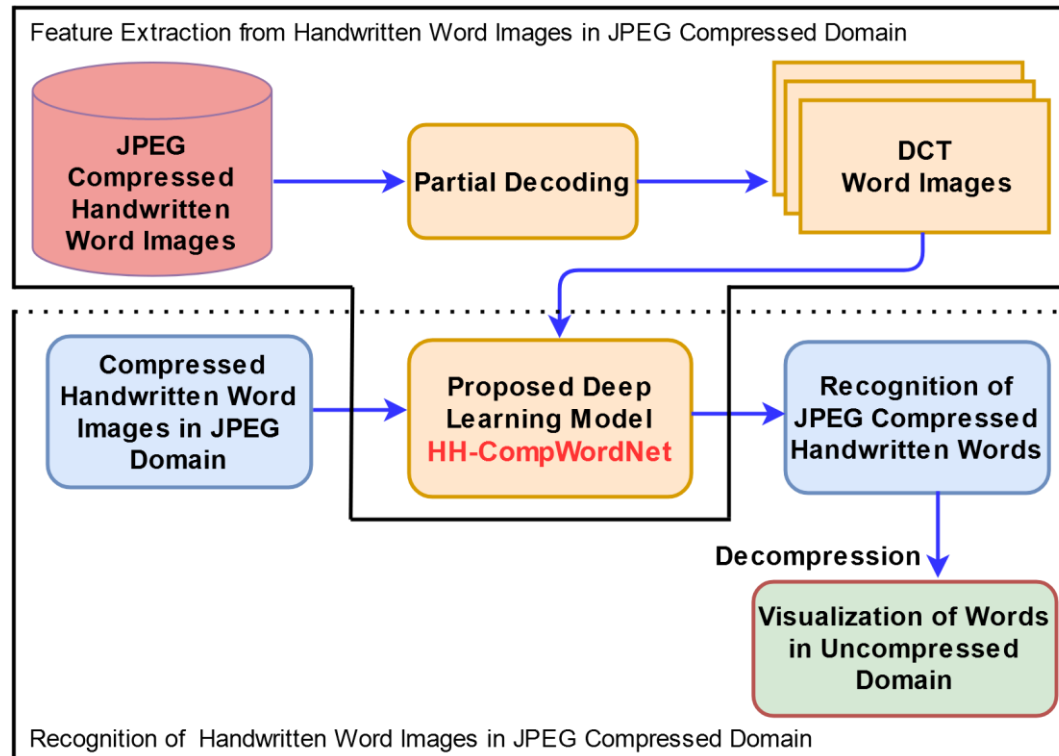 Feature Extraction from Handwritten Word Images in JPEG Compressed Domain
JPEG
Compressed
Handwritten
Word Images
Partial Decoding
DCT
Word Images
Compressed
Handwritten Word
Images in JPEG
Domain
Proposed Deep
Learning Model
HH-CompWordNet
Recognition of
JPEG Compressed
Handwritten Words
Decompression
Visualization of Words
in Uncompressed
Domain
Recognition of Handwritten Word Images in JPEG Compressed Domain